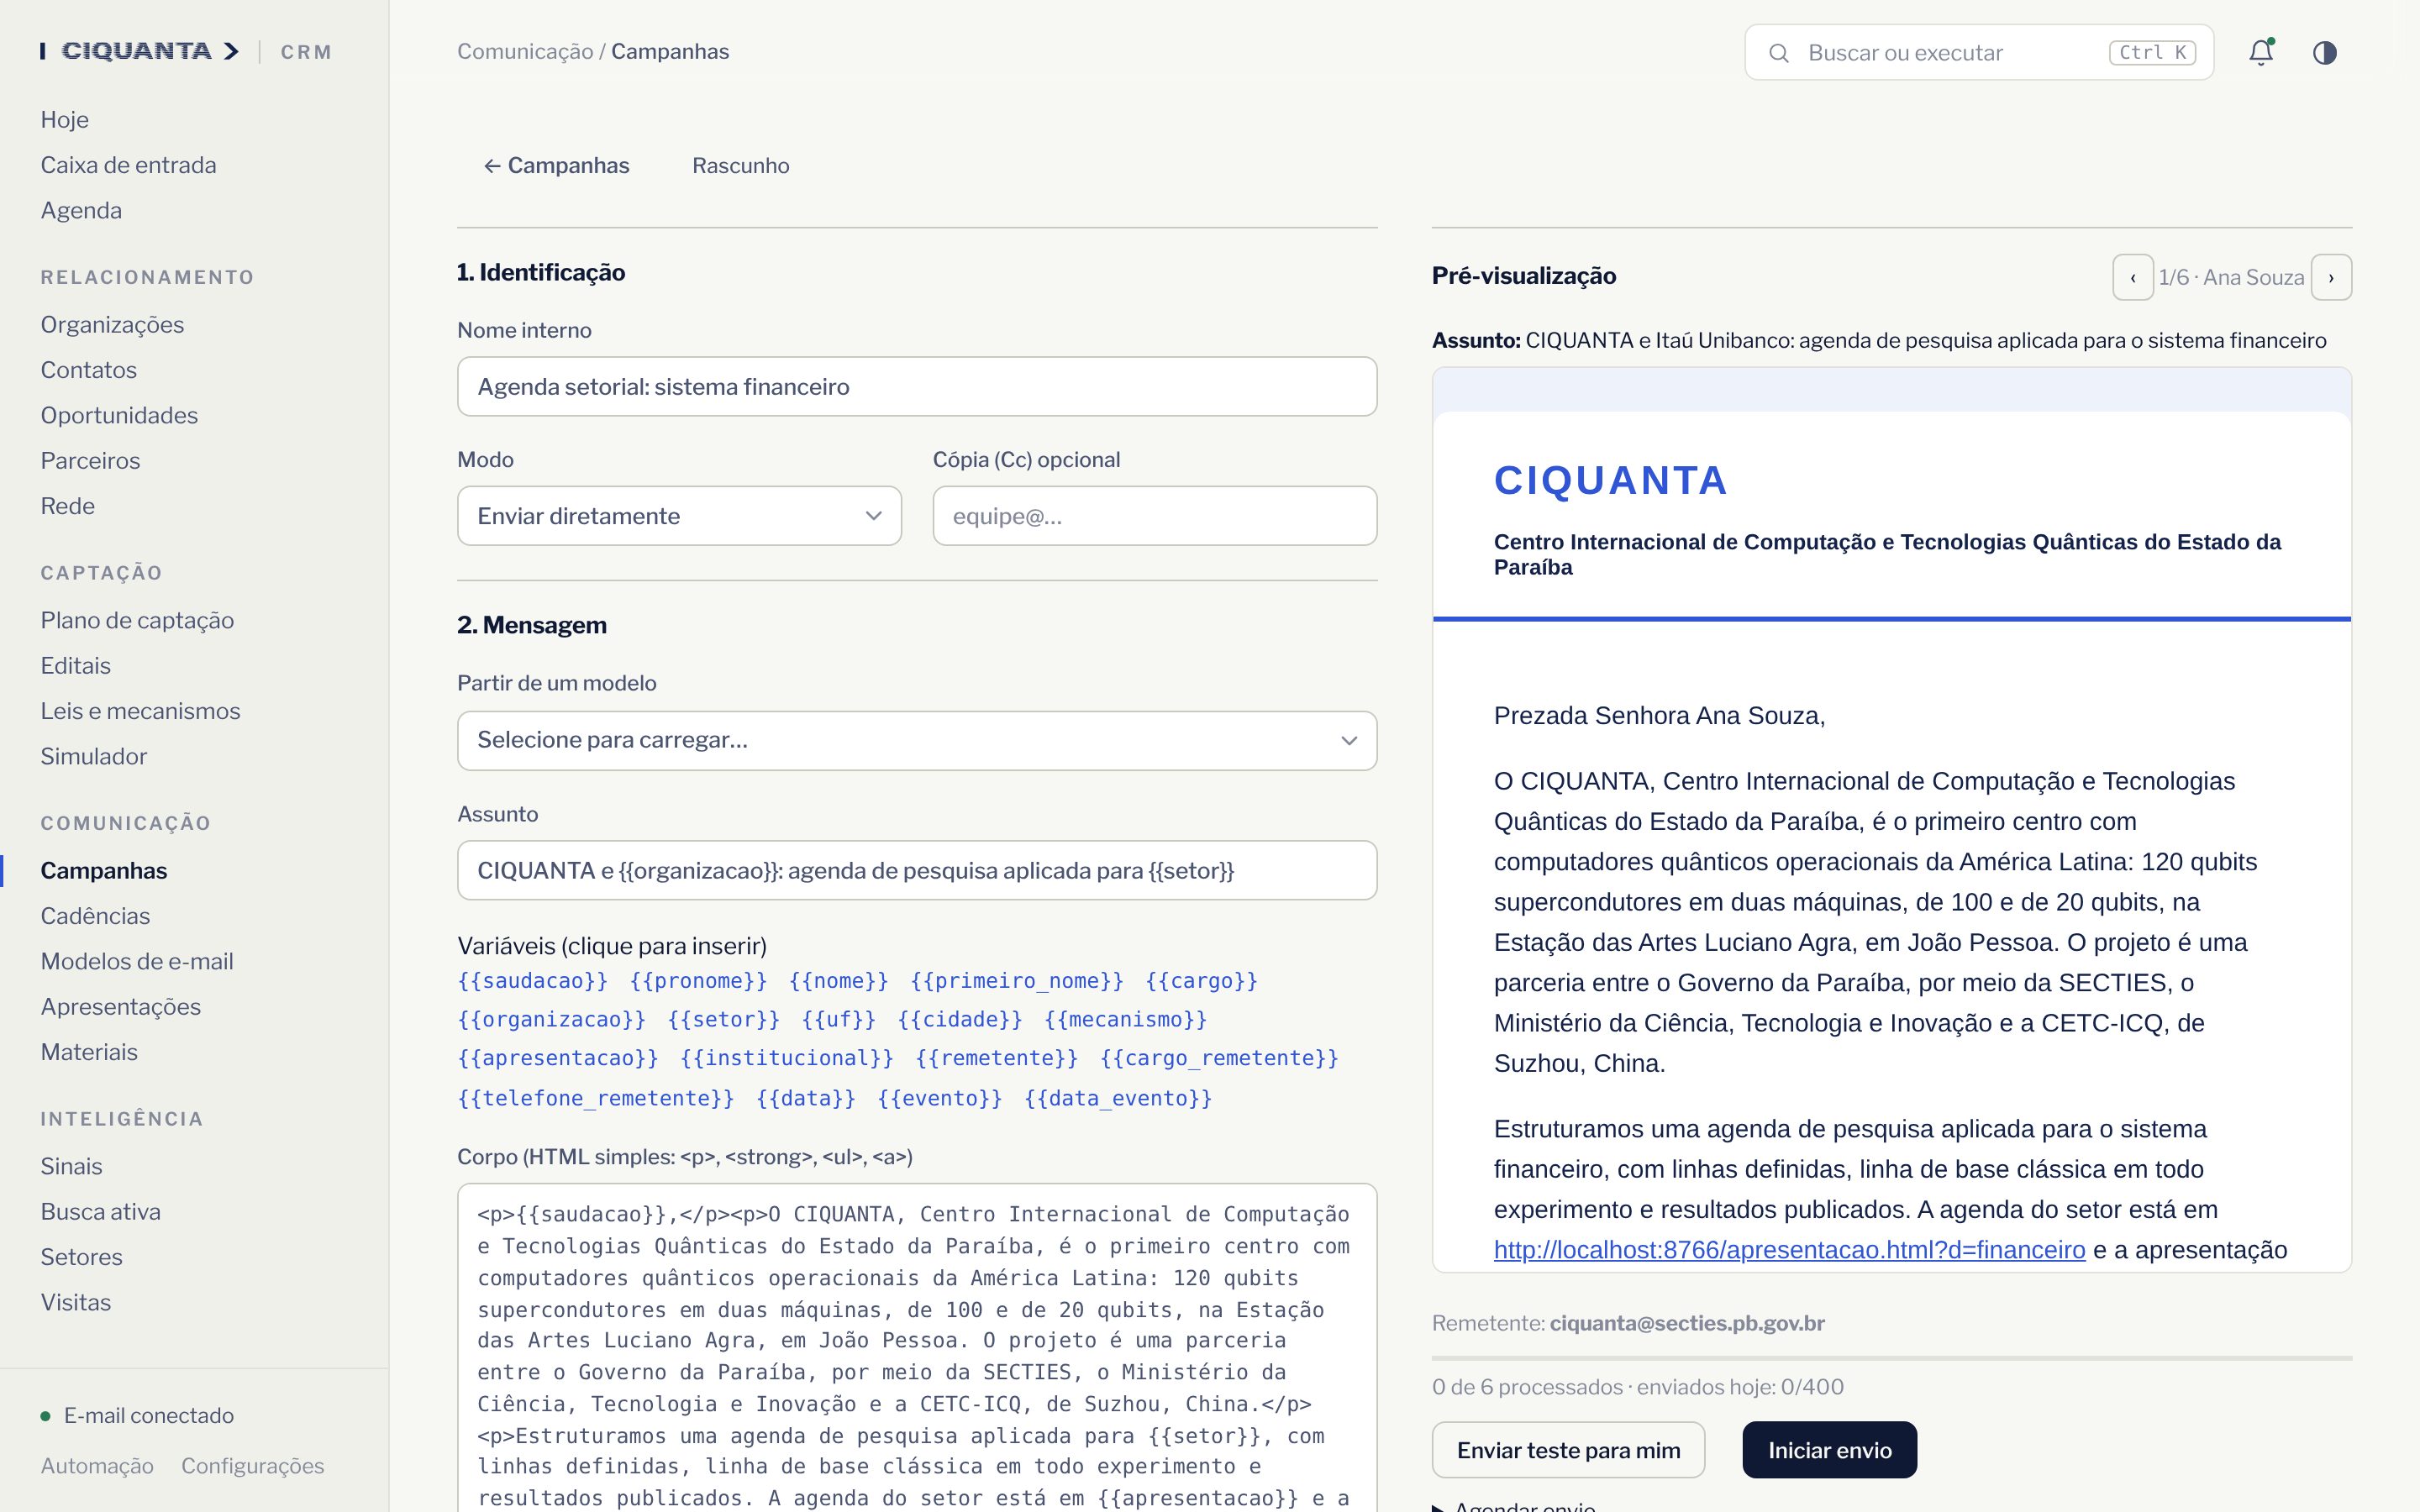 CIQUANTA
CRM
Hoje
Caixa de entrada
Agenda
RELACIONAMENTO
Organizações
Contatos
Oportunidades
Parceiros
Rede
CAPTAÇÃO
Plano de captação
Editais
Leis e mecanismos
Simulador
COMUNICAÇÃO
Campanhas
Cadências
Modelos de e-mail
Apresentações
Materiais
INTELIGÊNCIA
Sinais
Busca ativa
Setores
Visitas
E-mail conectado
Automação Configurações
Comunicação / Campanhas
Buscar ou executar Ctrl K
← Campanhas Rascunho
1. Identificação
Nome interno
Agenda setorial: sistema financeiro
Modo
Enviar diretamente
Cópia (Cc) opcional
equipe@...
2. Mensagem
Partir de um modelo
Selecione para carregar...
Assunto
CIQUANTA e {{organizacao}}: agenda de pesquisa aplicada para {{setor}}
Variáveis (clique para inserir)
{{saudacao}} {{pronome}} {{nome}} {{primeiro_nome}} {{cargo}}
{{organizacao}} {{setor}} {{uf}} {{cidade}} {{mecanismo}}
{{apresentacao}} {{institucional}} {{remetente}} {{cargo_remetente}}
{{telefone_remetente}} {{data}} {{evento}} {{data_evento}}
Corpo (HTML simples: <p>, <strong>, <ul>, <a>)
<p>{{saudacao}},</p><p>O CIQUANTA, Centro Internacional de Computação
e Tecnologias Quânticas do Estado da Paraíba, é o primeiro centro com
computadores quânticos operacionais da América Latina: 120 qubits
supercondutores em duas máquinas, de 100 e de 20 qubits, na Estação
das Artes Luciano Agra, em João Pessoa. O projeto é uma parceria
entre o Governo da Paraíba, por meio da SECTIES, o Ministério da
Ciência, Tecnologia e Inovação e a CETC-ICQ, de Suzhou, China.</p>
<p>Estruturamos uma agenda de pesquisa aplicada para {{setor}}, com
linhas definidas, linha de base clássica em todo experimento e
resultados publicados. A agenda do setor está em {{apresentacao}} e a
Pré-visualização
‹ 1/6 · Ana Souza ›
Assunto: CIQUANTA e Itaú Unibanco: agenda de pesquisa aplicada para o sistema financeiro
CIQUANTA
Centro Internacional de Computação e Tecnologias Quânticas do Estado da
Paraíba
Prezada Senhora Ana Souza,
O CIQUANTA, Centro Internacional de Computação e Tecnologias
Quânticas do Estado da Paraíba, é o primeiro centro com
computadores quânticos operacionais da América Latina: 120 qubits
supercondutores em duas máquinas, de 100 e de 20 qubits, na
Estação das Artes Luciano Agra, em João Pessoa. O projeto é uma
parceria entre o Governo da Paraíba, por meio da SECTIES, o
Ministério da Ciência, Tecnologia e Inovação e a CETC-ICQ, de
Suzhou, China.
Estruturamos uma agenda de pesquisa aplicada para o sistema
financeiro, com linhas definidas, linha de base clássica em todo
experimento e resultados publicados. A agenda do setor está em
http://localhost:8766/apresentacao.html?d=financeiro e a apresentação
Remetente: ciquanta@secties.pb.gov.br
0 de 6 processados · enviados hoje: 0/400
Enviar teste para mim
Iniciar envio
Agendar envio